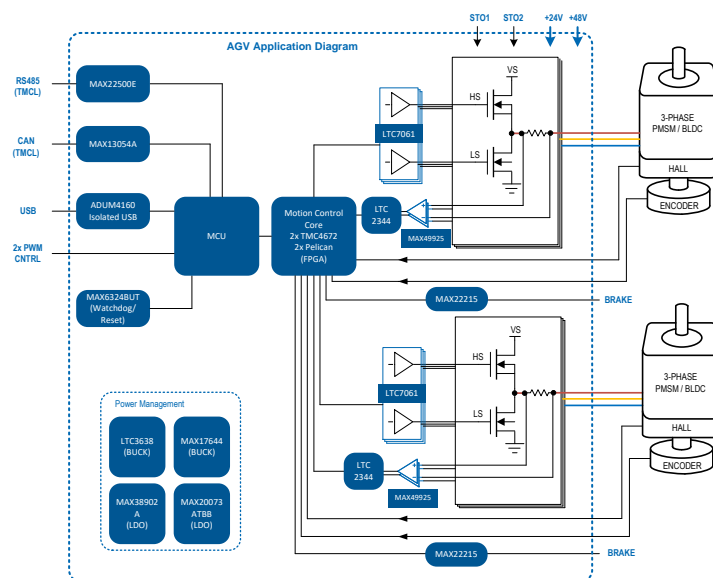 STO1
STO2
+24V
+48V
AGV Application Diagram
RS485
(TMCL)
MAX22500E
CAN
(TMCL)
MAX13054A
USB
ADUM4160
Isolated USB
2x PWM
CNTRL
MAX6324BUT
(Watchdog/
Reset)
MCU
Motion Control
Core
2x TMC4672
2x Pelican
(FPGA)
LTC7061
HS
LS
VS
LTC
2344
MAX49925
3-PHASE
PMSM / BLDC
HALL
ENCODER
MAX22215
BRAKE
LTC7061
HS
LS
VS
LTC
2344
MAX49925
3-PHASE
PMSM / BLDC
HALL
ENCODER
MAX22215
BRAKE
Power Management
LTC3638
(BUCK)
MAX17644
(BUCK)
MAX38902
A
(LDO)
MAX20073
ATBB
(LDO)